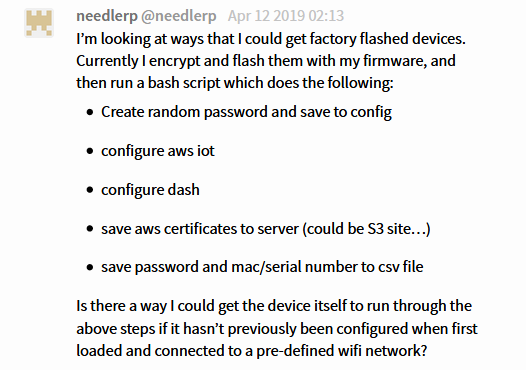 needlerp @needlerp Apr 12 2019 02:13
I’m looking at ways that I could get factory flashed devices.
Currently I encrypt and flash them with my firmware, and
then run a bash script which does the following:
• Create random password and save to config
• configure aws iot
• configure dash
• save aws certificates to server (could be S3 site…)
• save password and mac/serial number to csv file
Is there a way I could get the device itself to run through the
above steps if it hasn’t previously been configured when first
loaded and connected to a pre-defined wifi network?